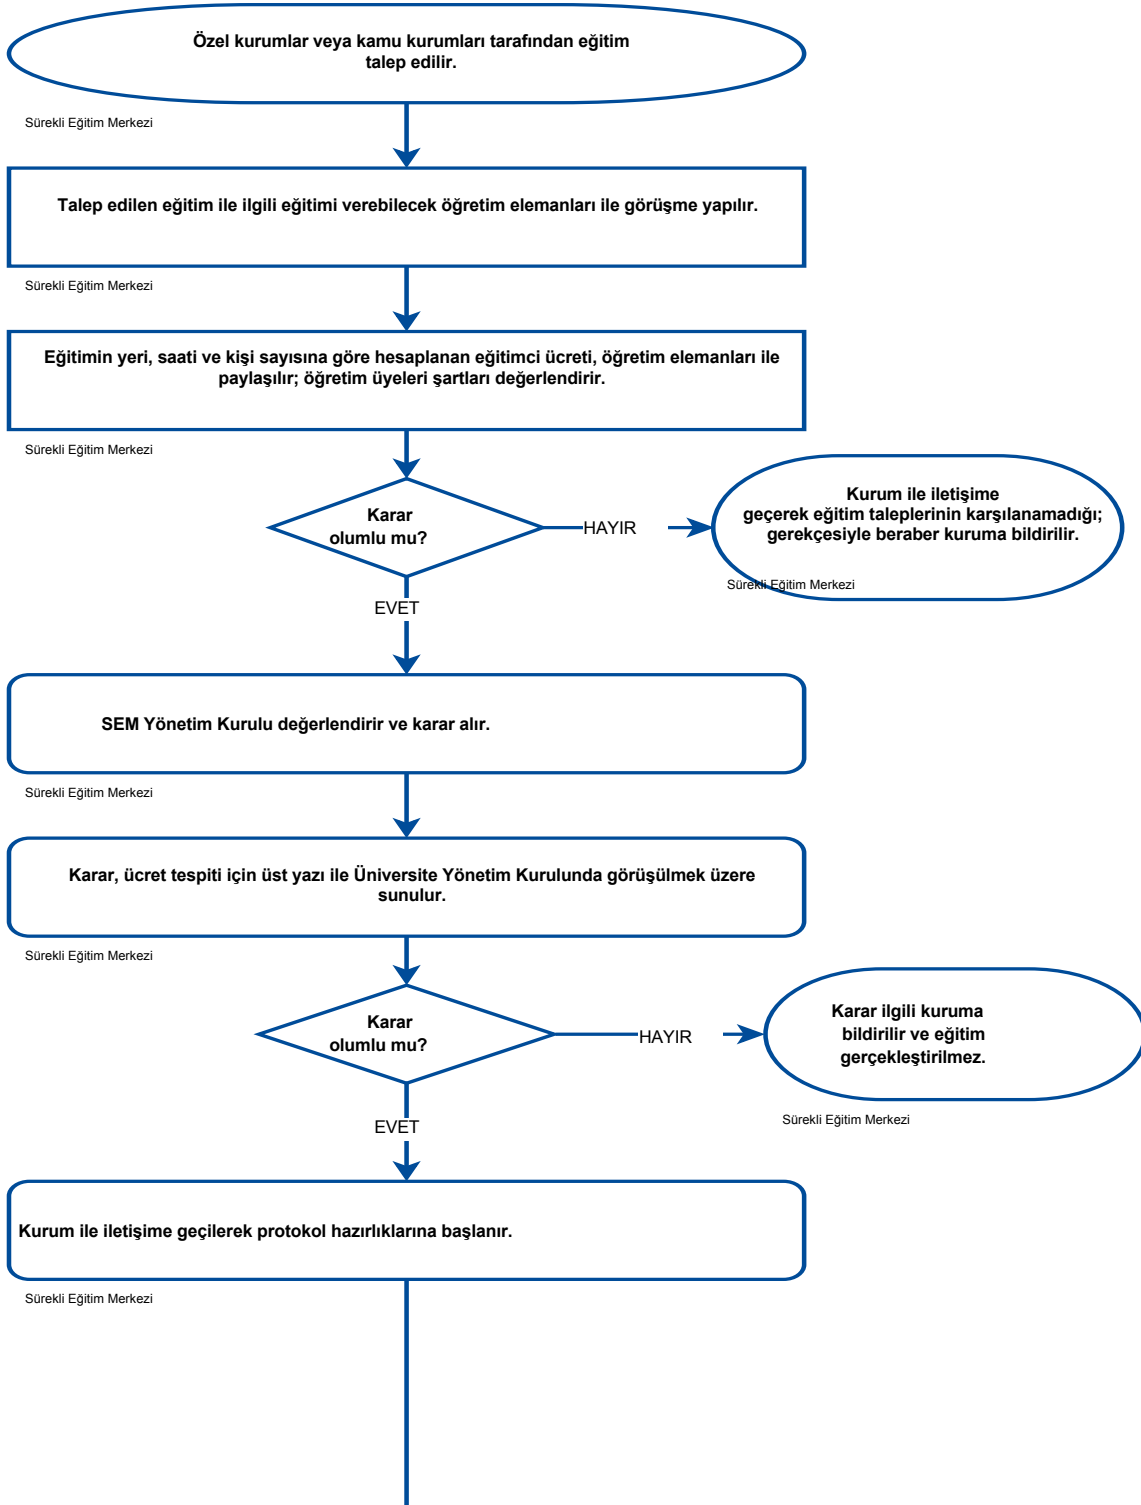 Özel kurumlar veya kamu kurumları tarafından eğitim
talep edilir.
Sürekli Eğitim Merkezi
Talep edilen eğitim ile ilgili eğitimi verebilecek öğretim elemanları ile görüşme yapılır.
Sürekli Eğitim Merkezi
Eğitimin yeri, saati ve kişi sayısına göre hesaplanan eğitimci ücreti, öğretim elemanları ile
paylaşılır; öğretim üyeleri şartları değerlendirir.
Sürekli Eğitim Merkezi
Karar
olumlu mu?
HAYIR
Kurum ile iletişime
geçerek eğitim taleplerinin karşılanamadığı;
gerekçesiyle beraber kuruma bildirilir.
Sürekli Eğitim Merkezi
EVET
SEM Yönetim Kurulu değerlendirir ve karar alır.
Sürekli Eğitim Merkezi
Karar, ücret tespiti için üst yazı ile Üniversite Yönetim Kurulunda görüşülmek üzere
sunulur.
Sürekli Eğitim Merkezi
Karar
olumlu mu?
HAYIR
Karar ilgili kuruma
bildirilir ve eğitim
gerçekleştirilmez.
Sürekli Eğitim Merkezi
EVET
Kurum ile iletişime geçilerek protokol hazırlıklarına başlanır.
Sürekli Eğitim Merkezi